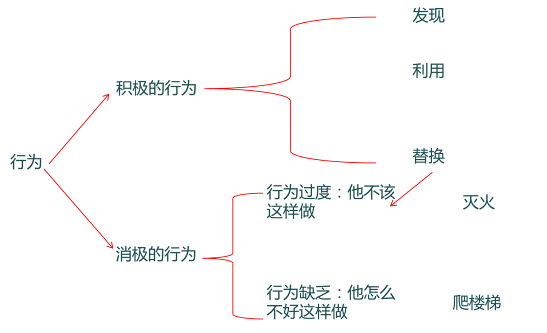 发现
利用
积极的行为
替换
行为
行为过度：他不该
这样做
灭火
消极的行为
行为缺乏：他怎么
不好这样做
爬楼梯